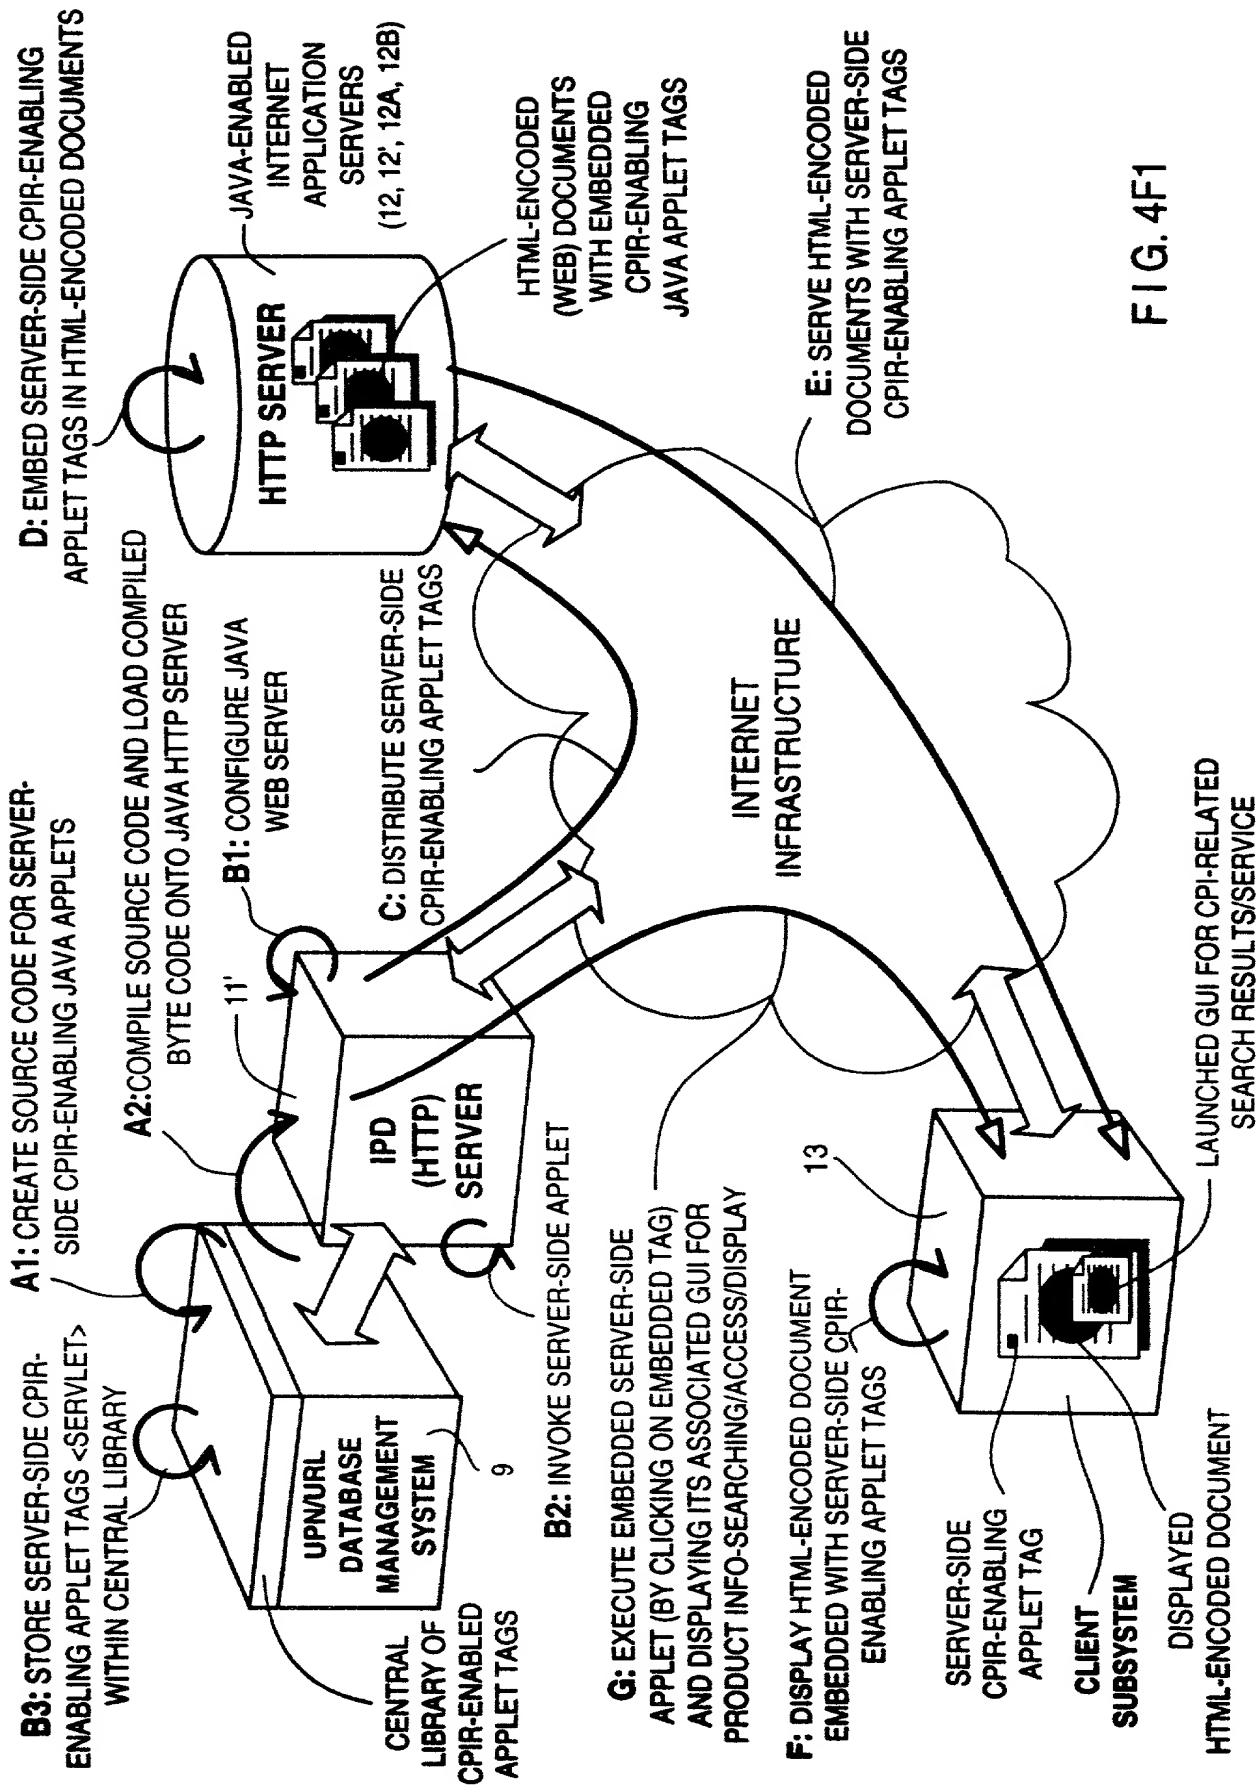 B3: STORE SERVER-SIDE CPIR-
ENABLING APPLET TAGS <SERVLET>
WITHIN CENTRAL LIBRARY
A1: CREATE SOURCE CODE FOR SERVER-
SIDE CPIR-ENABLING JAVA APPLETS
A2:COMPILE SOURCE CODE AND LOAD COMPILED
BYTE CODE ONTO JAVA HTTP SERVER
D: EMBED SERVER-SIDE CPIR-ENABLING
APPLET TAGS IN HTML-ENCODED DOCUMENTS
11'
B1: CONFIGURE JAVA
WEB SERVER
JAVA-ENABLED
INTERNET
APPLICATION
SERVERS
(12, 12', 12A, 12B)
HTTP SERVER
UPN/URL
DATABASE
MANAGEMENT
SYSTEM
9
IPD
(HTTP)
SERVER
C: DISTRIBUTE SERVER-SIDE
CPIR-ENABLING APPLET TAGS
HTML-ENCODED
(WEB) DOCUMENTS
WITH EMBEDDED
CPIR-ENABLING
JAVA APPLET TAGS
CENTRAL
LIBRARY OF
CPIR-ENABLED
APPLET TAGS
B2: INVOKE SERVER-SIDE APPLET
G: EXECUTE EMBEDDED SERVER-SIDE
APPLET (BY CLICKING ON EMBEDDED TAG)
AND DISPLAYING ITS ASSOCIATED GUI FOR
PRODUCT INFO-SEARCHING/ACCESS/DISPLAY
INTERNET
INFRASTRUCTURE
E: SERVE HTML-ENCODED
DOCUMENTS WITH SERVER-SIDE
CPIR-ENABLING APPLET TAGS
F: DISPLAY HTML-ENCODED DOCUMENT
EMBEDDED WITH SERVER-SIDE CPIR-
ENABLING APPLET TAGS
13
SERVER-SIDE
CPIR-ENABLING
APPLET TAG
CLIENT
SUBSYSTEM
DISPLAYED
HTML-ENCODED DOCUMENT
LAUNCHED GUI FOR CPI-RELATED
SEARCH RESULTS/SERVICE
FIG. 4F1